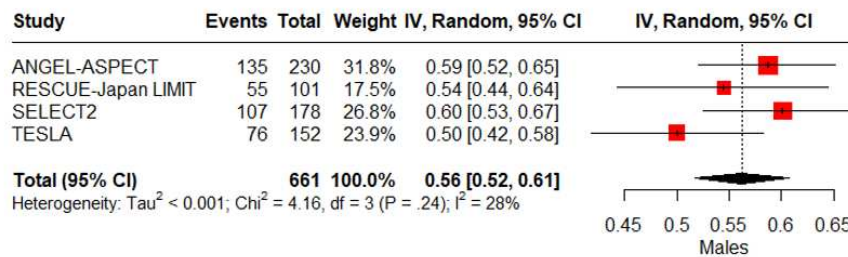 Study Events Total Weight IV, Random, 95% CI IV, Random, 95% CI
ANGEL-ASPECT 135 230 31.8% 0.59 [0.52, 0.65]
RESCUE-Japan LIMIT 55 101 17.5% 0.54 [0.44, 0.64]
SELECT2 107 178 26.8% 0.60 [0.53, 0.67]
TESLA 76 152 23.9% 0.50 [0.42, 0.58]
Total (95% CI) 661 100.0% 0.56 [0.52, 0.61]
Heterogeneity: Tau² < 0.001; Chi² = 4.16, df = 3 (P = .24); I² = 28%
0.45 0.5 0.55 0.6 0.65
Males